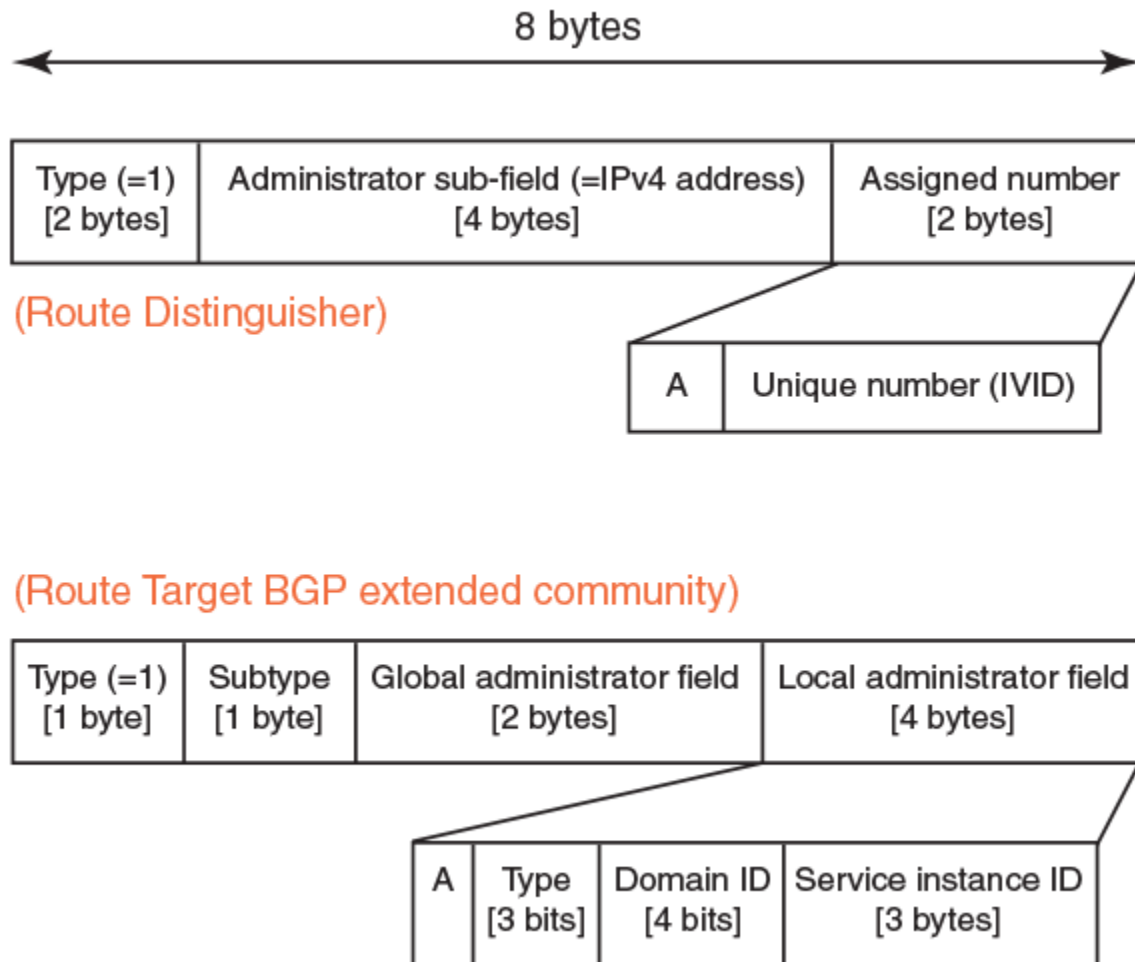 8 bytes
Type (=1) Administrator sub-field (=IPv4 address) Assigned number
[2 bytes] [4 bytes] [2 bytes]
(Route Distinguisher)
A Unique number (IVID)
(Route Target BGP extended community)
Type (=1) Subtype Global administrator field Local administrator field
[1 byte] [1 byte] [2 bytes] [4 bytes]
A Type Domain ID Service instance ID
[3 bits] [4 bits] [3 bytes]